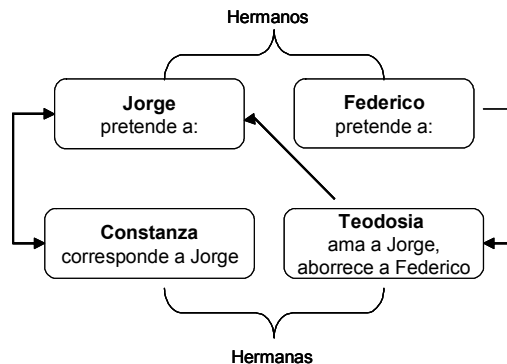 Hermanos
Jorge
pretende a:
Federico
pretende a:
Constanza
corresponde a Jorge
Teodosia
ama a Jorge,
aborrece a Federico
Hermanas